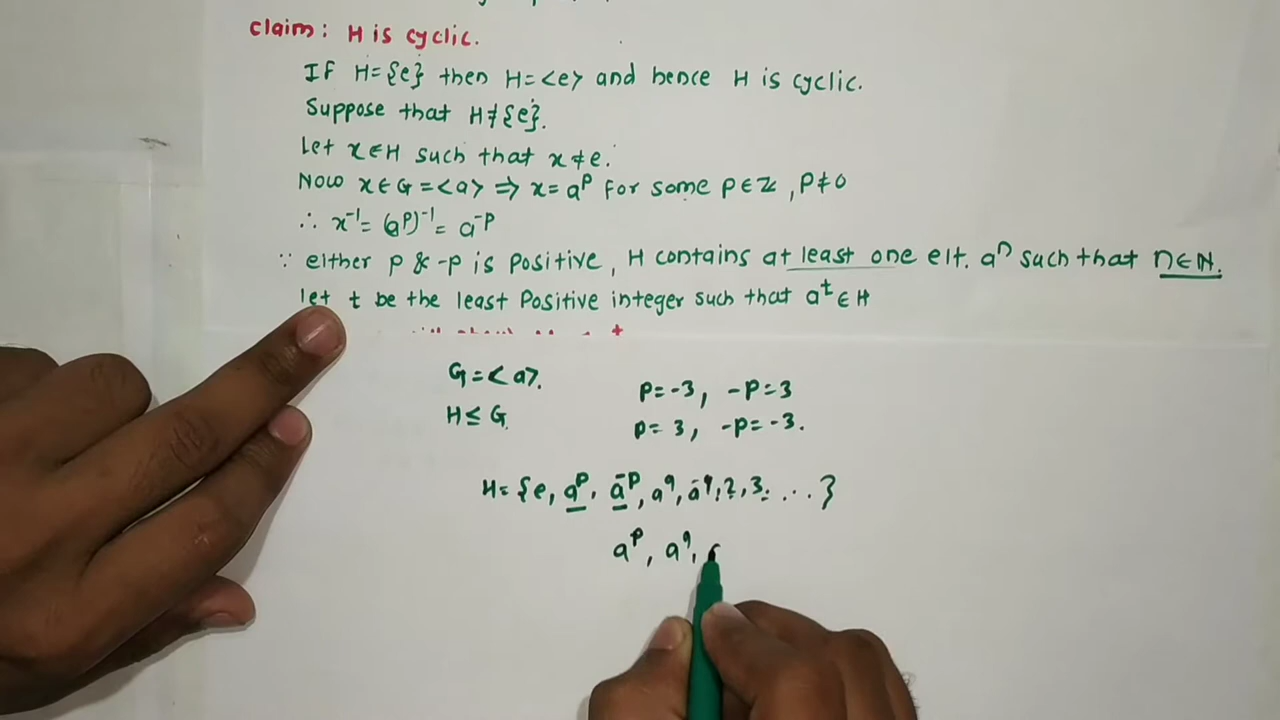 claim: H is cyclic.
If H={e} then H=<e> and hence H is cyclic.
Suppose that H≠{e}.
Let x∈H such that x≠e.
Now x∈G=<a> ⇒ x=a^p for some p∈ℤ, p≠0
∴ x^-1=(a^p)^-1=a^-p
∵ either p & -p is positive, H contains at least one elt. a^n such that n∈N.
let t be the least Positive integer such that a^t∈H
G=<a>.
p=-3, -p=3
H≤G.
p=3, -p=-3.
H={e, a^p, a^-p, a^q, a^-q, 2, 3, ...}
a^p, a^q,